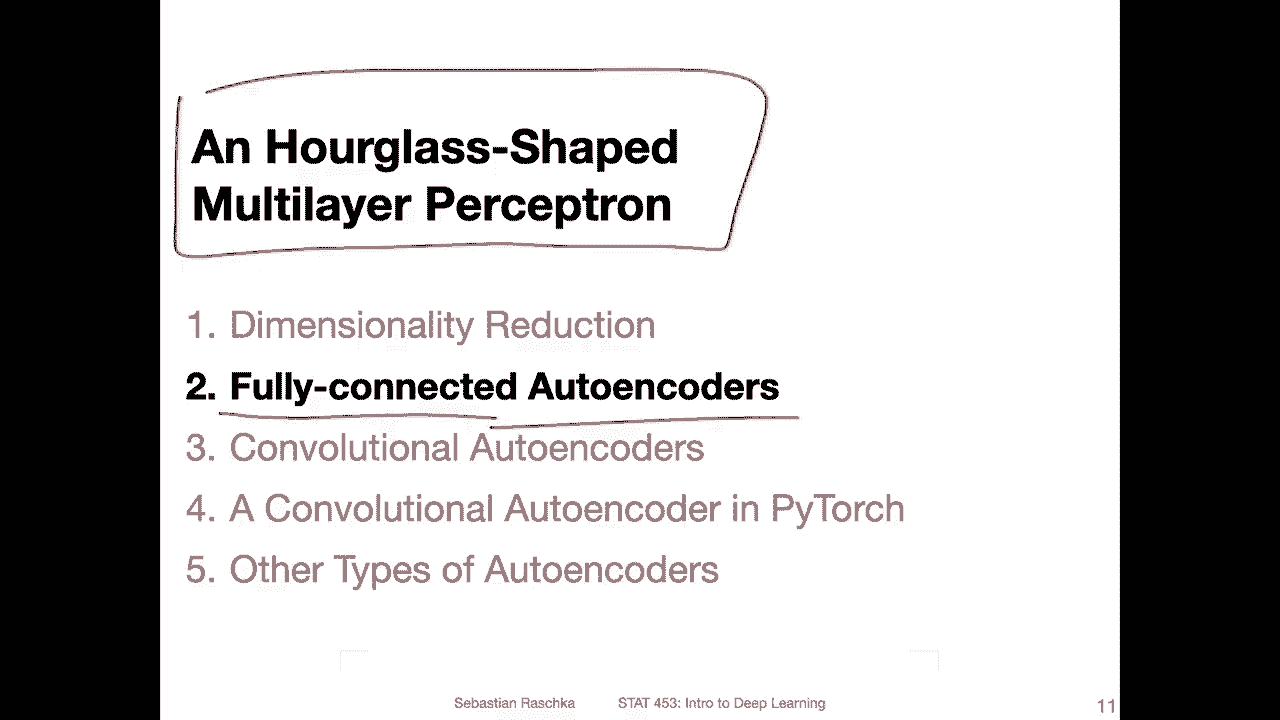 An Hourglass-Shaped
Multilayer Perceptron
1. Dimensionality Reduction
2. Fully-connected Autoencoders
3. Convolutional Autoencoders
4. A Convolutional Autoencoder in PyTorch
5. Other Types of Autoencoders
Sebastian Raschka STAT 453: Intro to Deep Learning 11